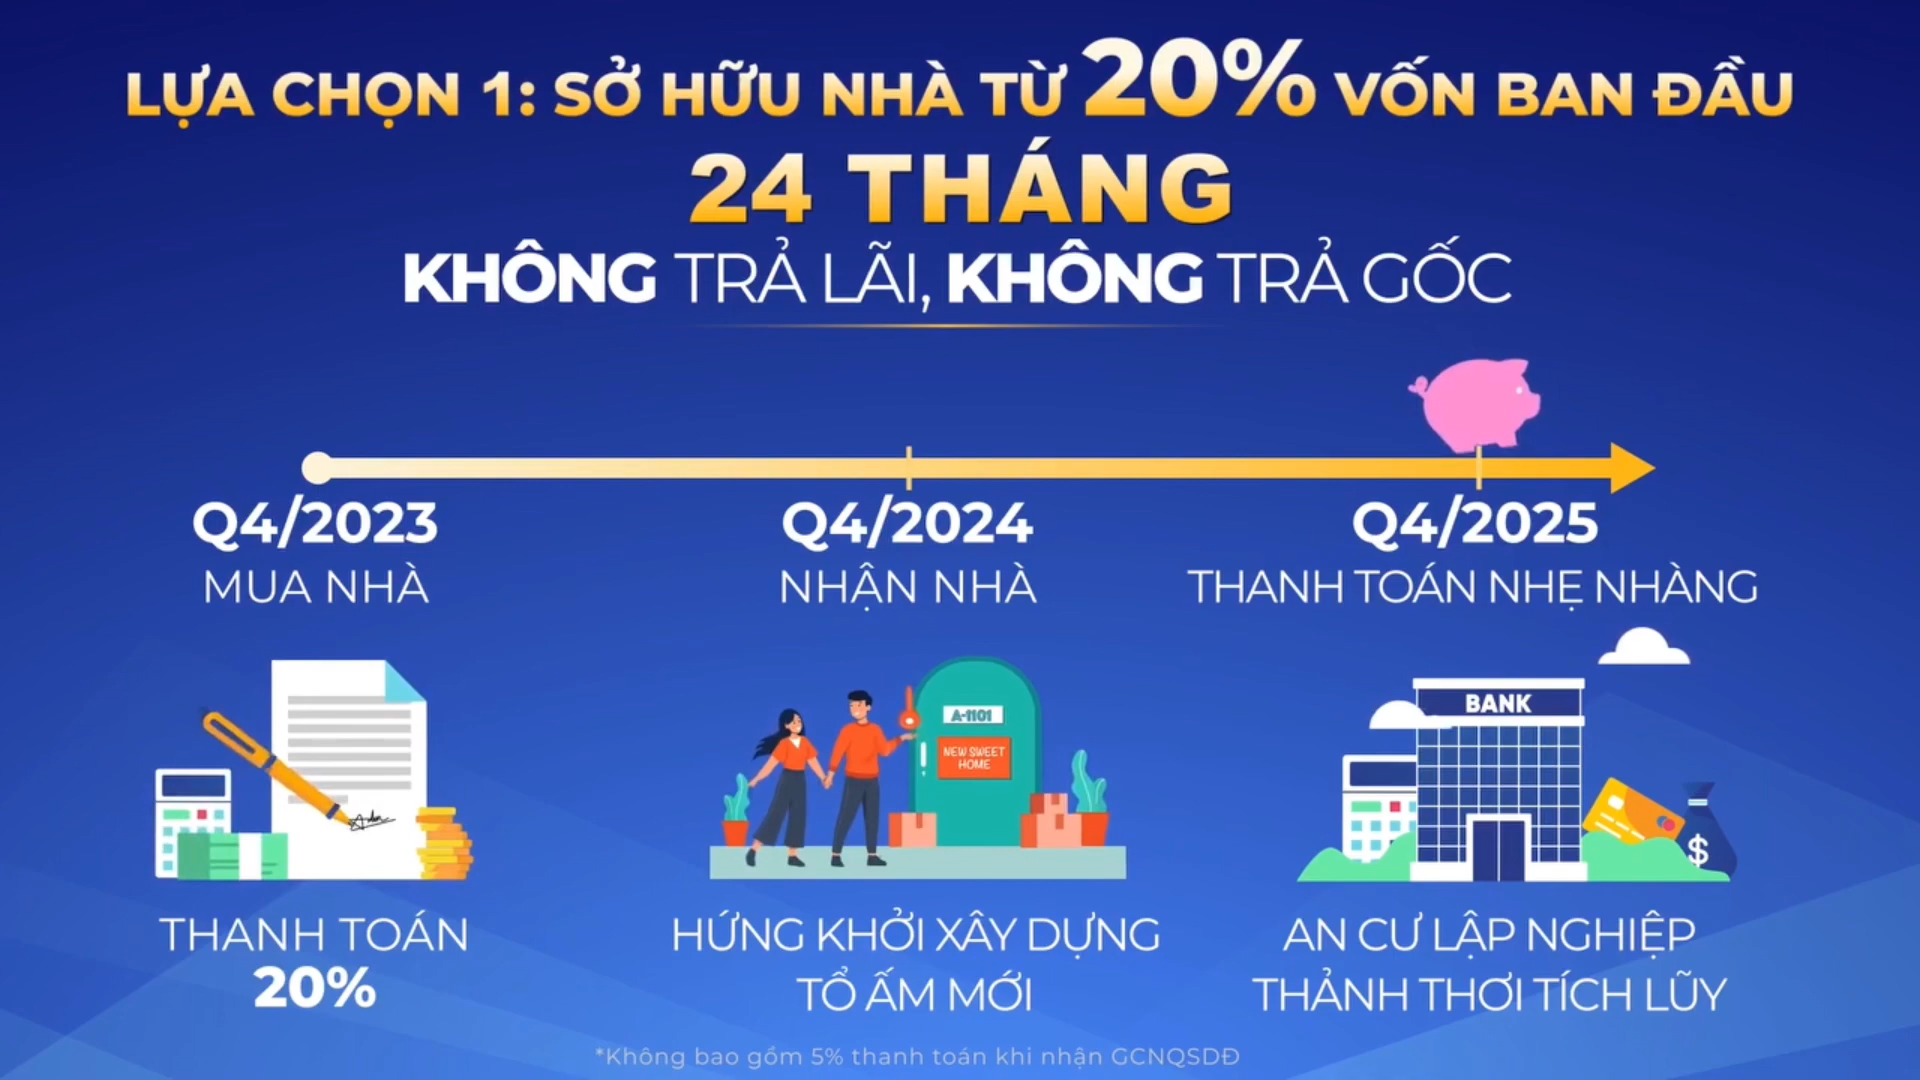 LỰA CHỌN 1: SỞ HỮU NHÀ TỪ 20% VỐN BAN ĐẦU
24 THÁNG
KHÔNG TRẢ LÃI, KHÔNG TRẢ GỐC
Q4/2023
MUA NHÀ
Q4/2024
NHẬN NHÀ
Q4/2025
THANH TOÁN NHẸ NHÀNG
A-1101
NEW SWEET
HOME
BANK
$
THANH TOÁN
20%
HỨNG KHỞI XÂY DỰNG
TỔ ẤM MỚI
AN CƯ LẬP NGHIỆP
THẢNH THƠI TÍCH LŨY
*Không bao gồm 5% thanh toán khi nhận GCNQSDĐ